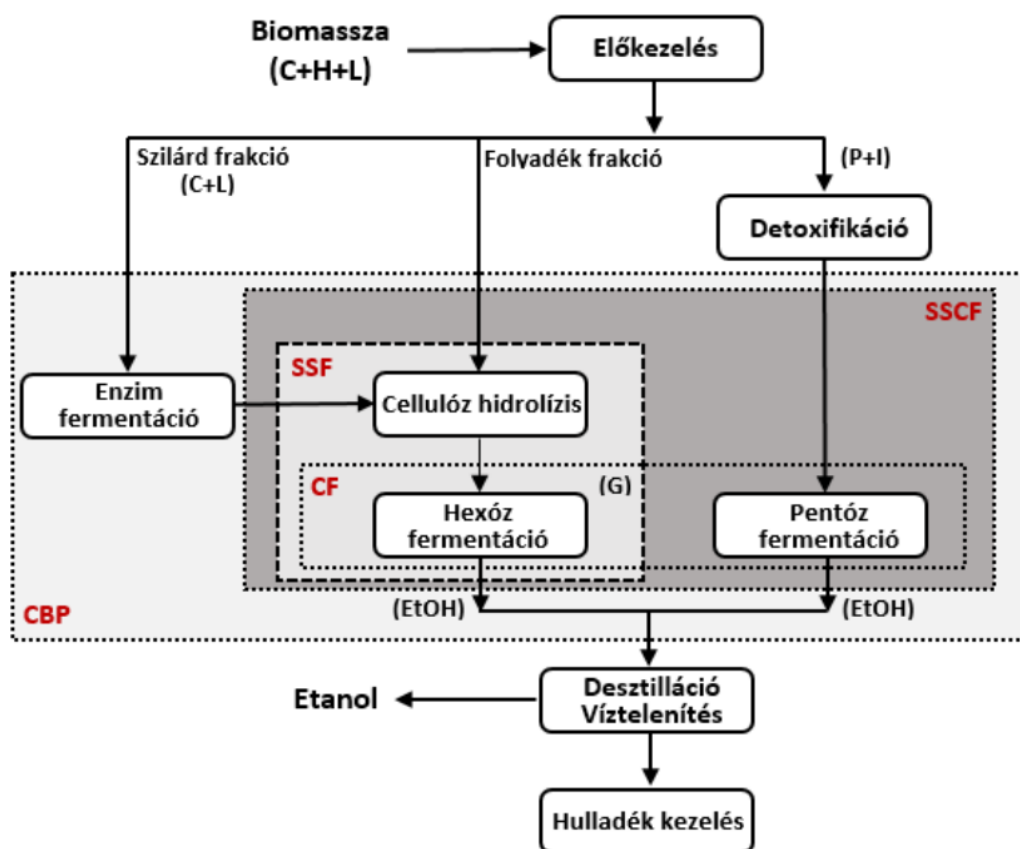 Biomassza
(C+H+L)
Előkezelés
Szilárd frakció
(C+L)
Folyadék frakció
(P+I)
Detoxifikáció
SSCF
SSF
Enzim
fermentáció
Cellulóz hidrolízis
CF
(G)
Hexóz
fermentáció
Pentóz
fermentáció
CBP
(EtOH)
(EtOH)
Etanol
Desztilláció
Víztelenítés
Hulladék kezelés